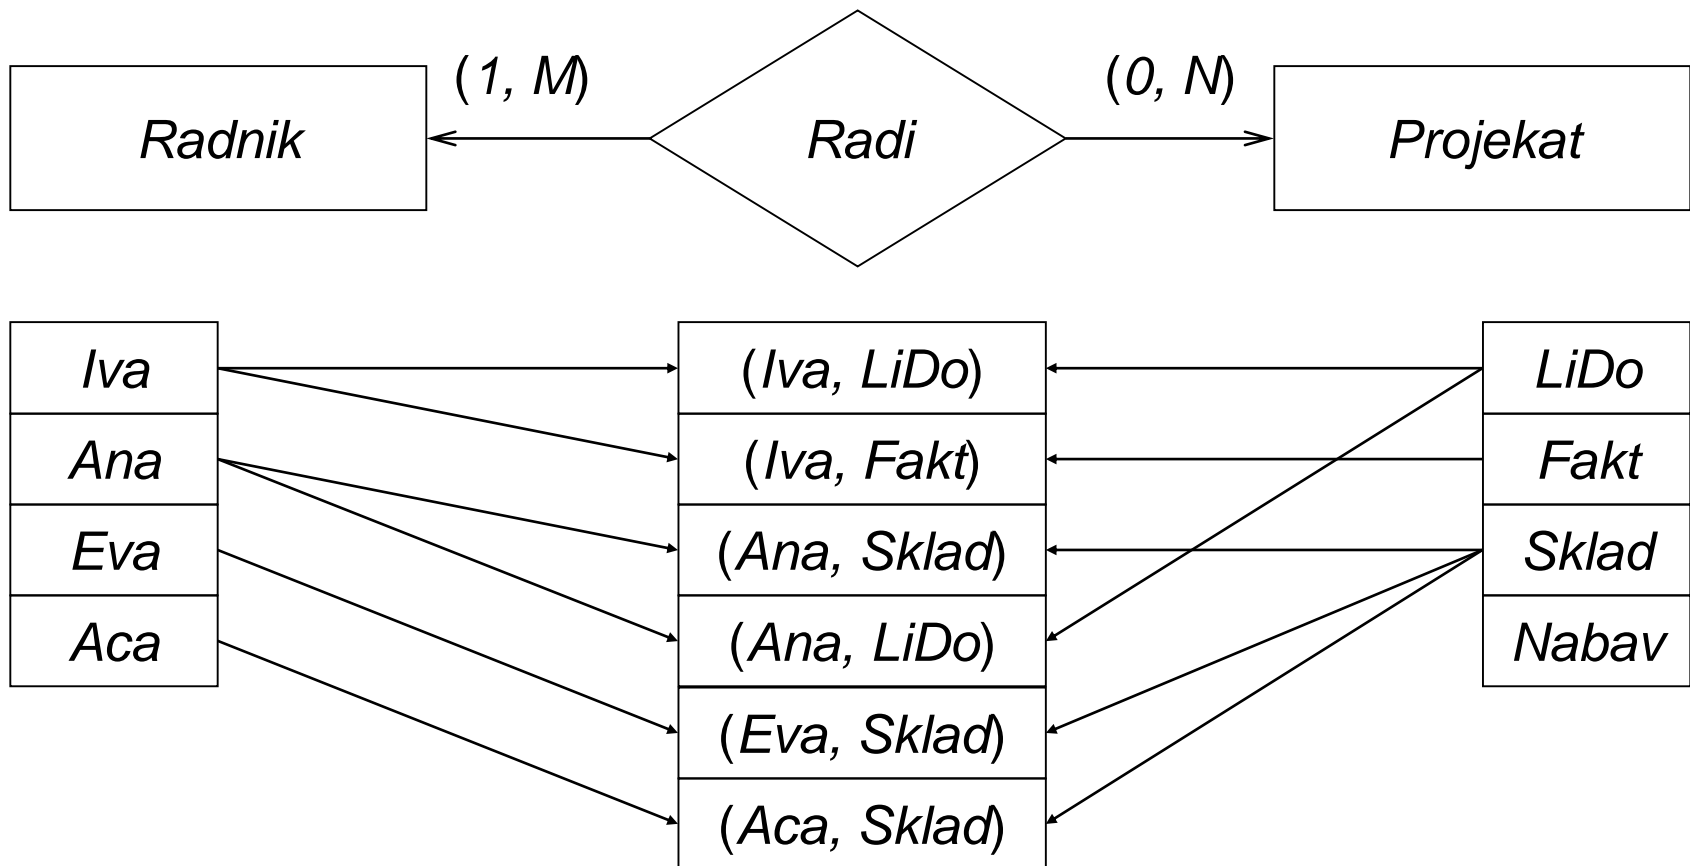 (1, M)
(0, N)
Radnik
Radi
Projekat
Iva
(Iva, LiDo)
LiDo
Ana
(Iva, Fakt)
Fakt
Eva
(Ana, Sklad)
Sklad
Aca
(Ana, LiDo)
Nabav
(Eva, Sklad)
(Aca, Sklad)